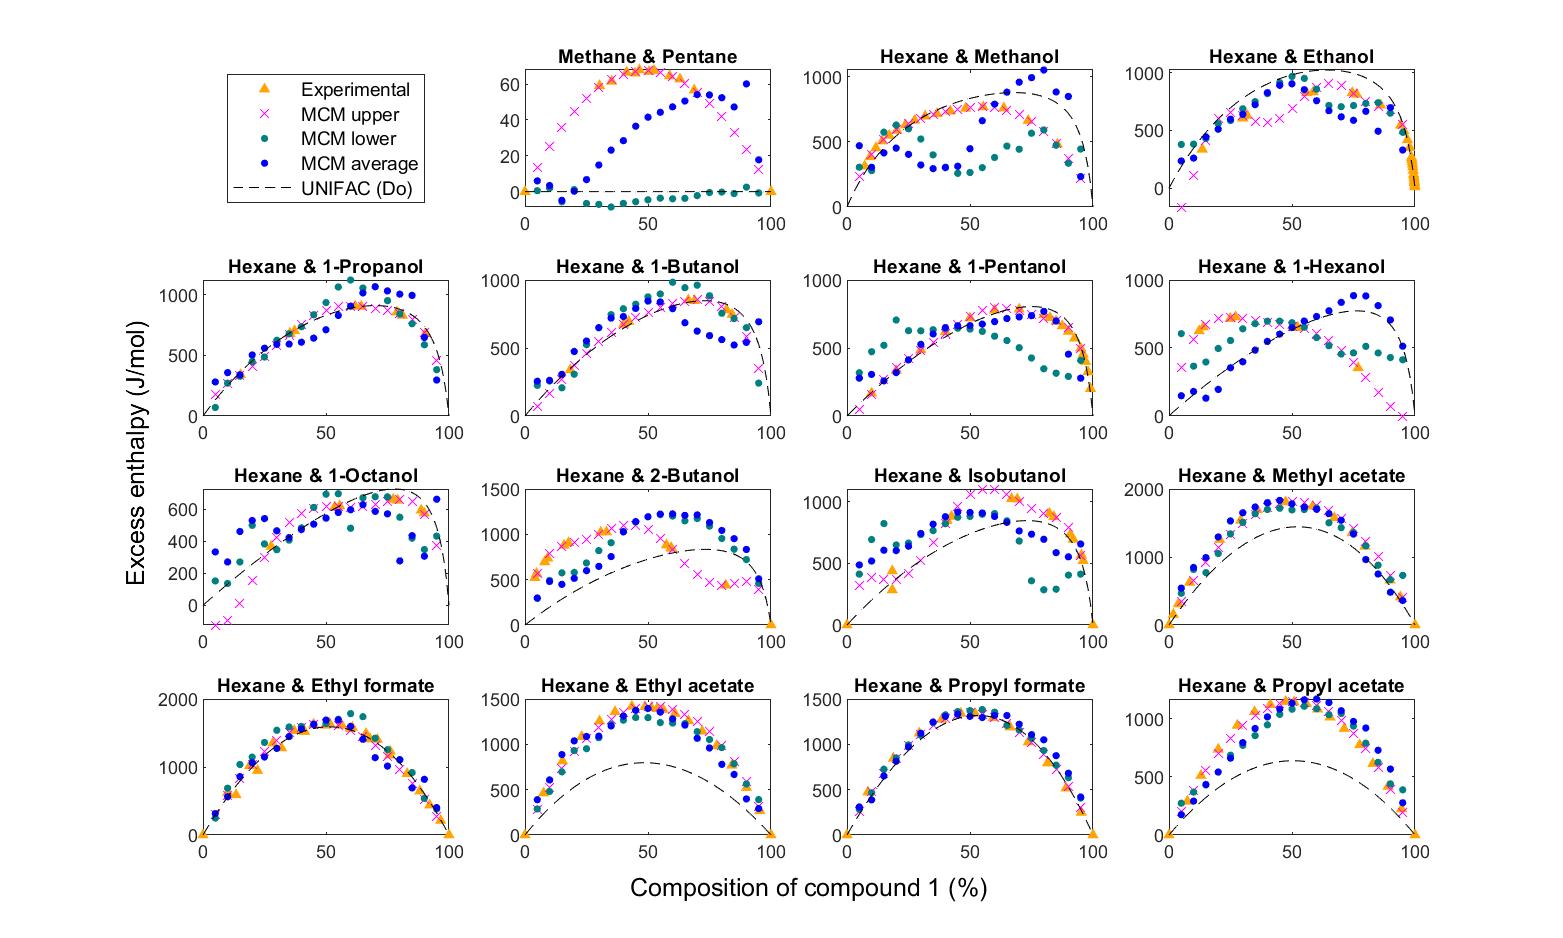 Experimental
MCM upper
MCM lower
MCM average
UNIFAC (Do)
Methane & Pentane
60
40
20
0
0 50 100
Hexane & Methanol
1000
500
0
0 50 100
Hexane & Ethanol
1000
500
0
0 50 100
Hexane & 1-Propanol
1000
500
0
0 50 100
Hexane & 1-Butanol
1000
500
0
0 50 100
Hexane & 1-Pentanol
1000
500
0
0 50 100
Hexane & 1-Hexanol
1000
500
0
0 50 100
Hexane & 1-Octanol
600
400
200
0
0 50 100
Hexane & 2-Butanol
1500
1000
500
0
0 50 100
Hexane & Isobutanol
1000
500
0
0 50 100
Hexane & Methyl acetate
2000
1000
0
0 50 100
Hexane & Ethyl formate
2000
1000
0
0 50 100
Hexane & Ethyl acetate
1500
1000
500
0
0 50 100
Hexane & Propyl formate
1500
1000
500
0
0 50 100
Hexane & Propyl acetate
1000
500
0
0 50 100
Excess enthalpy (J/mol)
Composition of compound 1 (%)